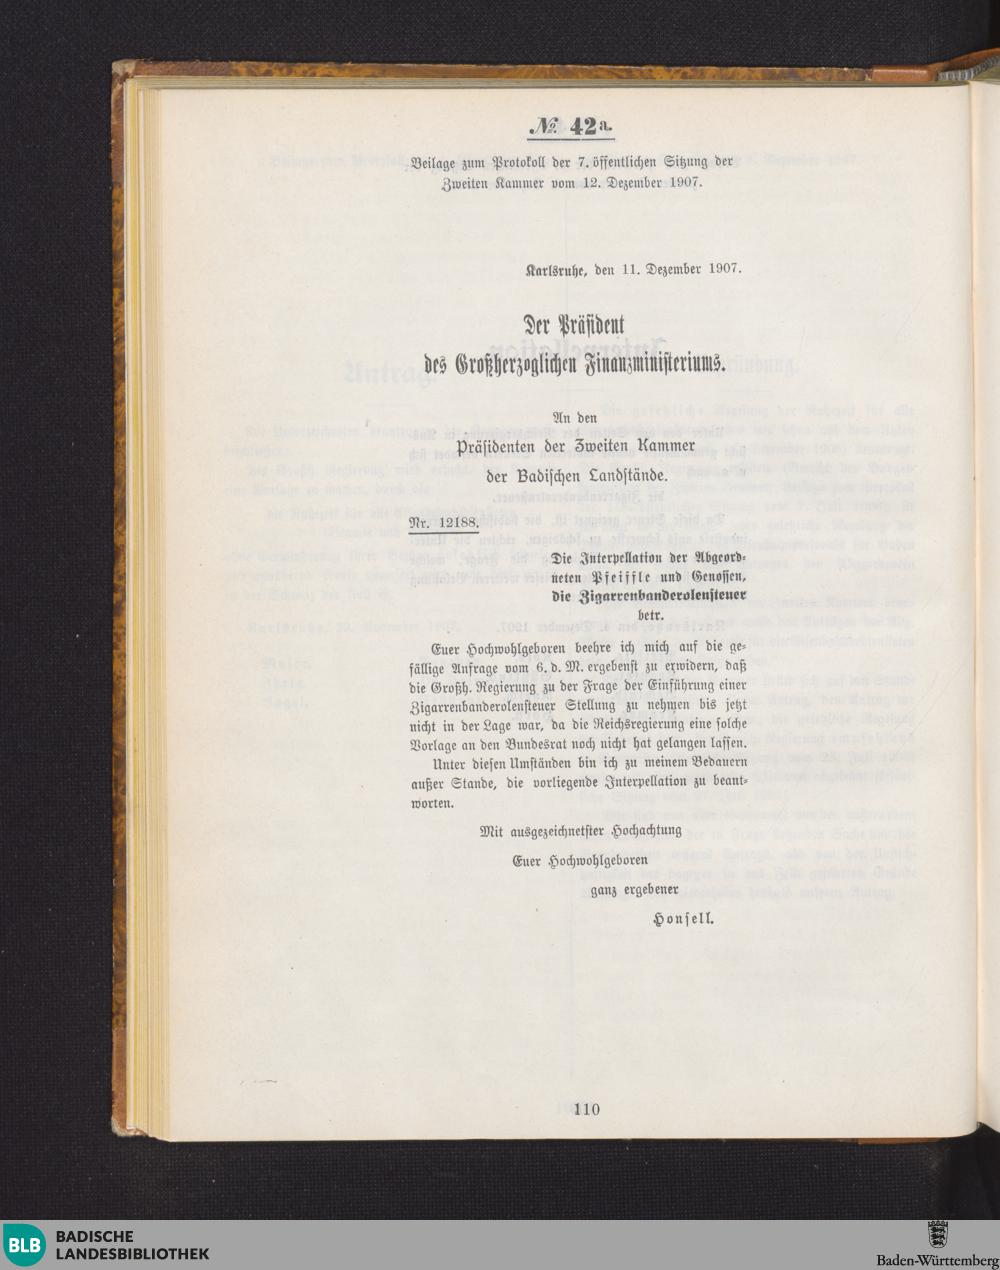 № 42a.
Beilage zum Protokoll der 7. öffentlichen Sitzung der
Zweiten Kammer vom 12. Dezember 1907.
Karlsruhe, den 11. Dezember 1907.
Der Präsident
des Großherzoglichen Finanzministeriums.
An den
Präsidenten der Zweiten Kammer
der Badischen Landstände.
Nr. 12188.
Die Interpellation der Abgeord-
neten Pfeiffle und Genossen,
die Zigarrenbanderolensteuer
betr.
Euer Hochwohlgeboren beehre ich mich auf die ge-
fällige Anfrage vom 6. d. M. ergebenst zu erwidern, daß
die Großh. Regierung zu der Frage der Einführung einer
Zigarrenbanderolensteuer Stellung zu nehmen bis jetzt
nicht in der Lage war, da die Reichsregierung eine solche
Vorlage an den Bundesrat noch nicht hat gelangen lassen.
Unter diesen Umständen bin ich zu meinem Bedauern
außer Stande, die vorliegende Interpellation zu beant-
worten.
Mit ausgezeichnetster Hochachtung
Euer Hochwohlgeboren
ganz ergebener
Honsell.
110
BLB BADISCHE
LANDESBIBLIOTHEK
Baden-Württemberg